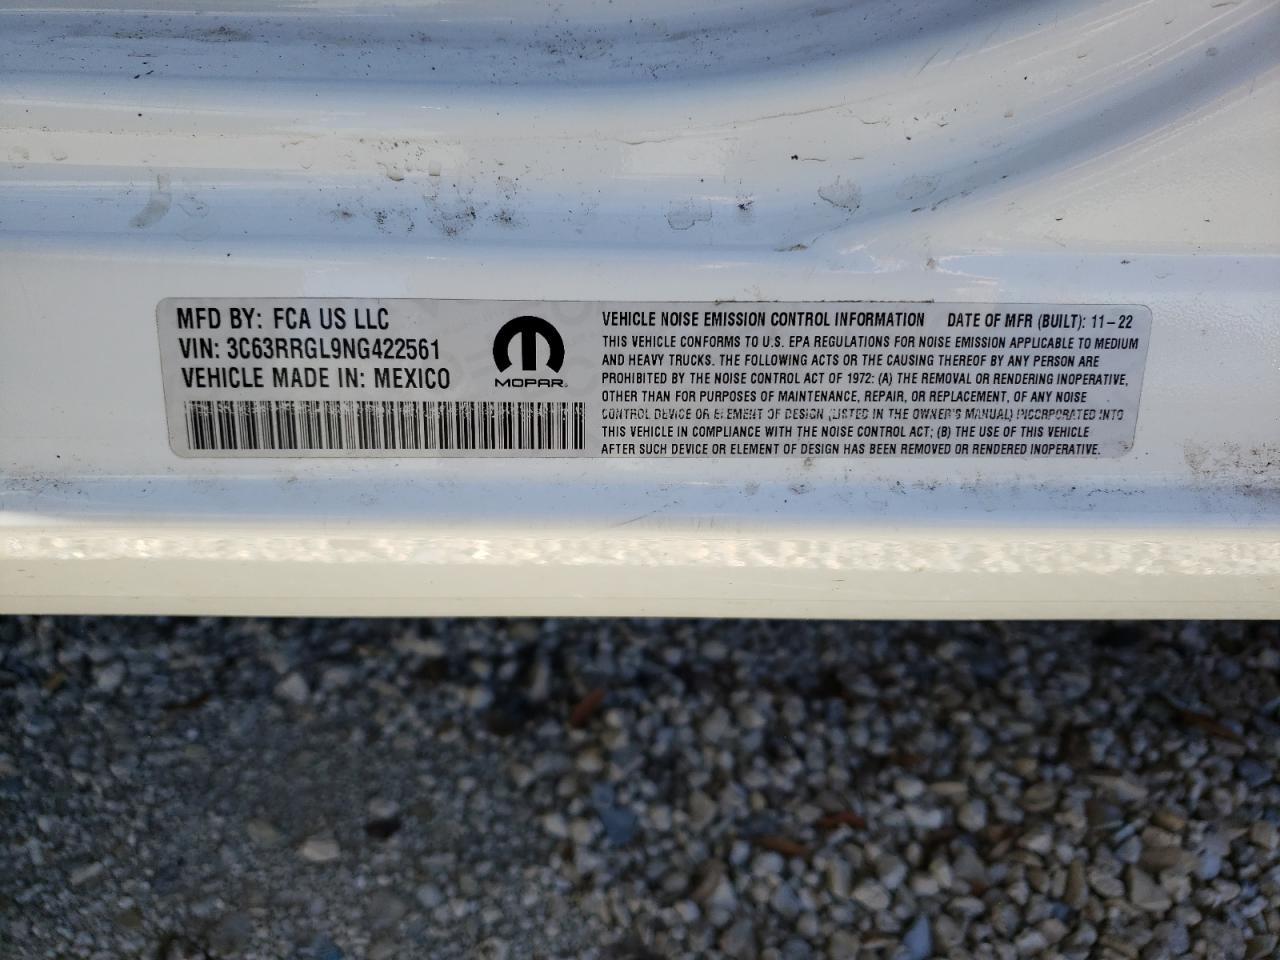 MFD BY: FCA US LLC
VIN: 3C63RRGL9NG422561
VEHICLE MADE IN: MEXICO
MOPAR
VEHICLE NOISE EMISSION CONTROL INFORMATION DATE OF MFR (BUILT): 11-22
THIS VEHICLE CONFORMS TO U.S. EPA REGULATIONS FOR NOISE EMISSION APPLICABLE TO MEDIUM
AND HEAVY TRUCKS. THE FOLLOWING ACTS OR THE CAUSING THEREOF BY ANY PERSON ARE
PROHIBITED BY THE NOISE CONTROL ACT OF 1972: (A) THE REMOVAL OR RENDERING INOPERATIVE,
OTHER THAN FOR PURPOSES OF MAINTENANCE, REPAIR, OR REPLACEMENT, OF ANY NOISE
CONTROL DEVICE OR ELEMENT OF DESIGN (LISTED IN THE OWNER'S MANUAL) INCORPORATED INTO
THIS VEHICLE IN COMPLIANCE WITH THE NOISE CONTROL ACT; (B) THE USE OF THIS VEHICLE
AFTER SUCH DEVICE OR ELEMENT OF DESIGN HAS BEEN REMOVED OR RENDERED INOPERATIVE.